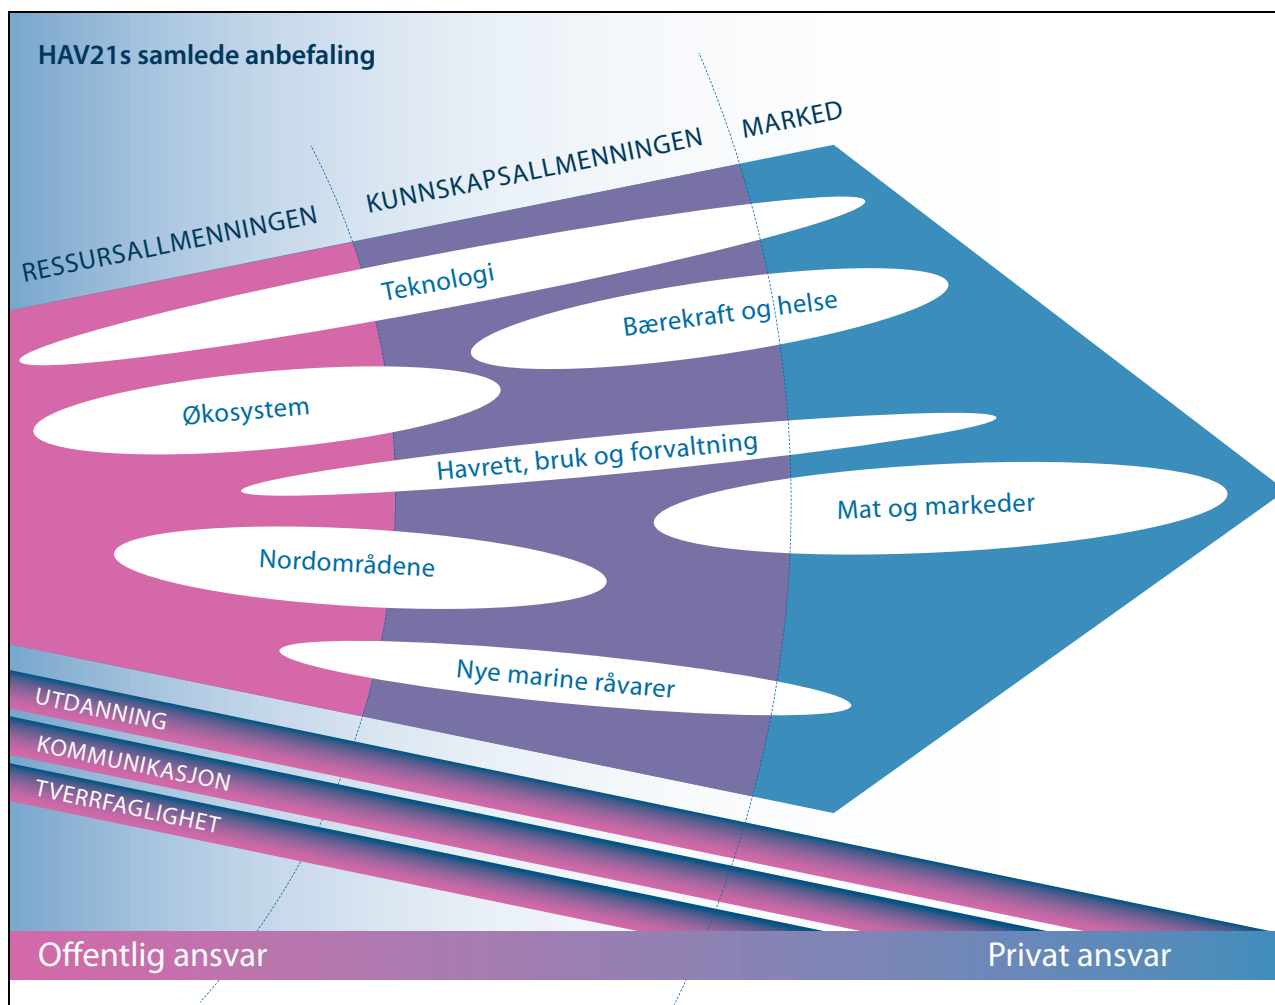 HAV21s samlede anbefaling
RESSURSALLMENNINGEN
KUNNSKAPSALLMENNINGEN
MARKED
Teknologi
Bærekraft og helse
Økosystem
Havrett, bruk og forvaltning
Mat og markeder
Nordområdene
Nye marine råvarer
UTDANNING
KOMMUNIKASJON
TVERRFAGLIGHET
Offentlig ansvar
Privat ansvar